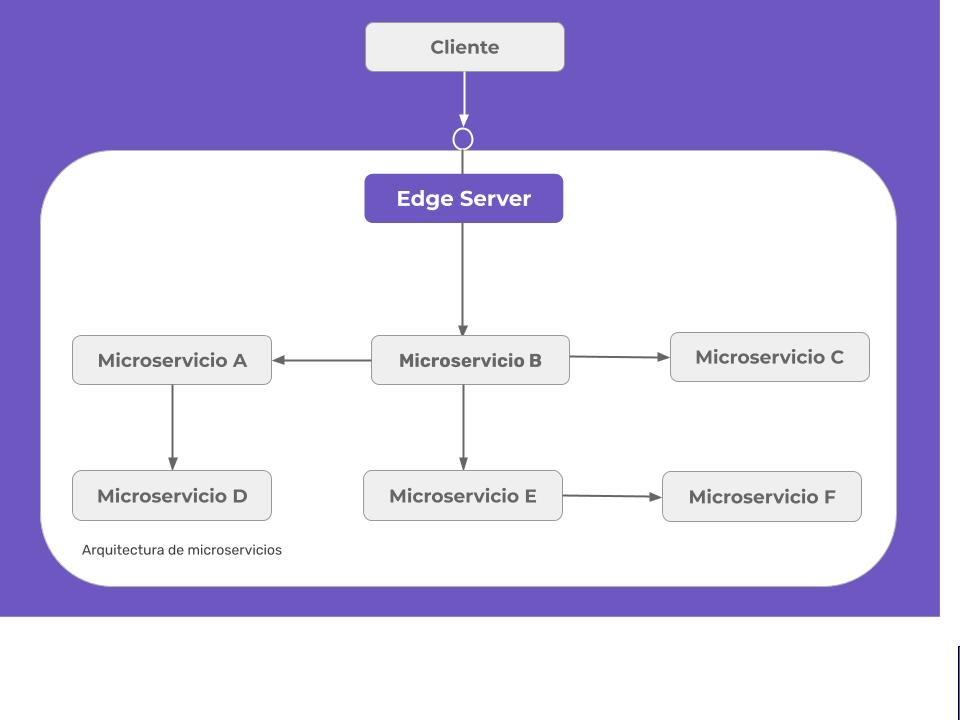 Cliente
Edge Server
Microservicio A
Microservicio B
Microservicio C
Microservicio D
Microservicio E
Microservicio F
Arquitectura de microservicios